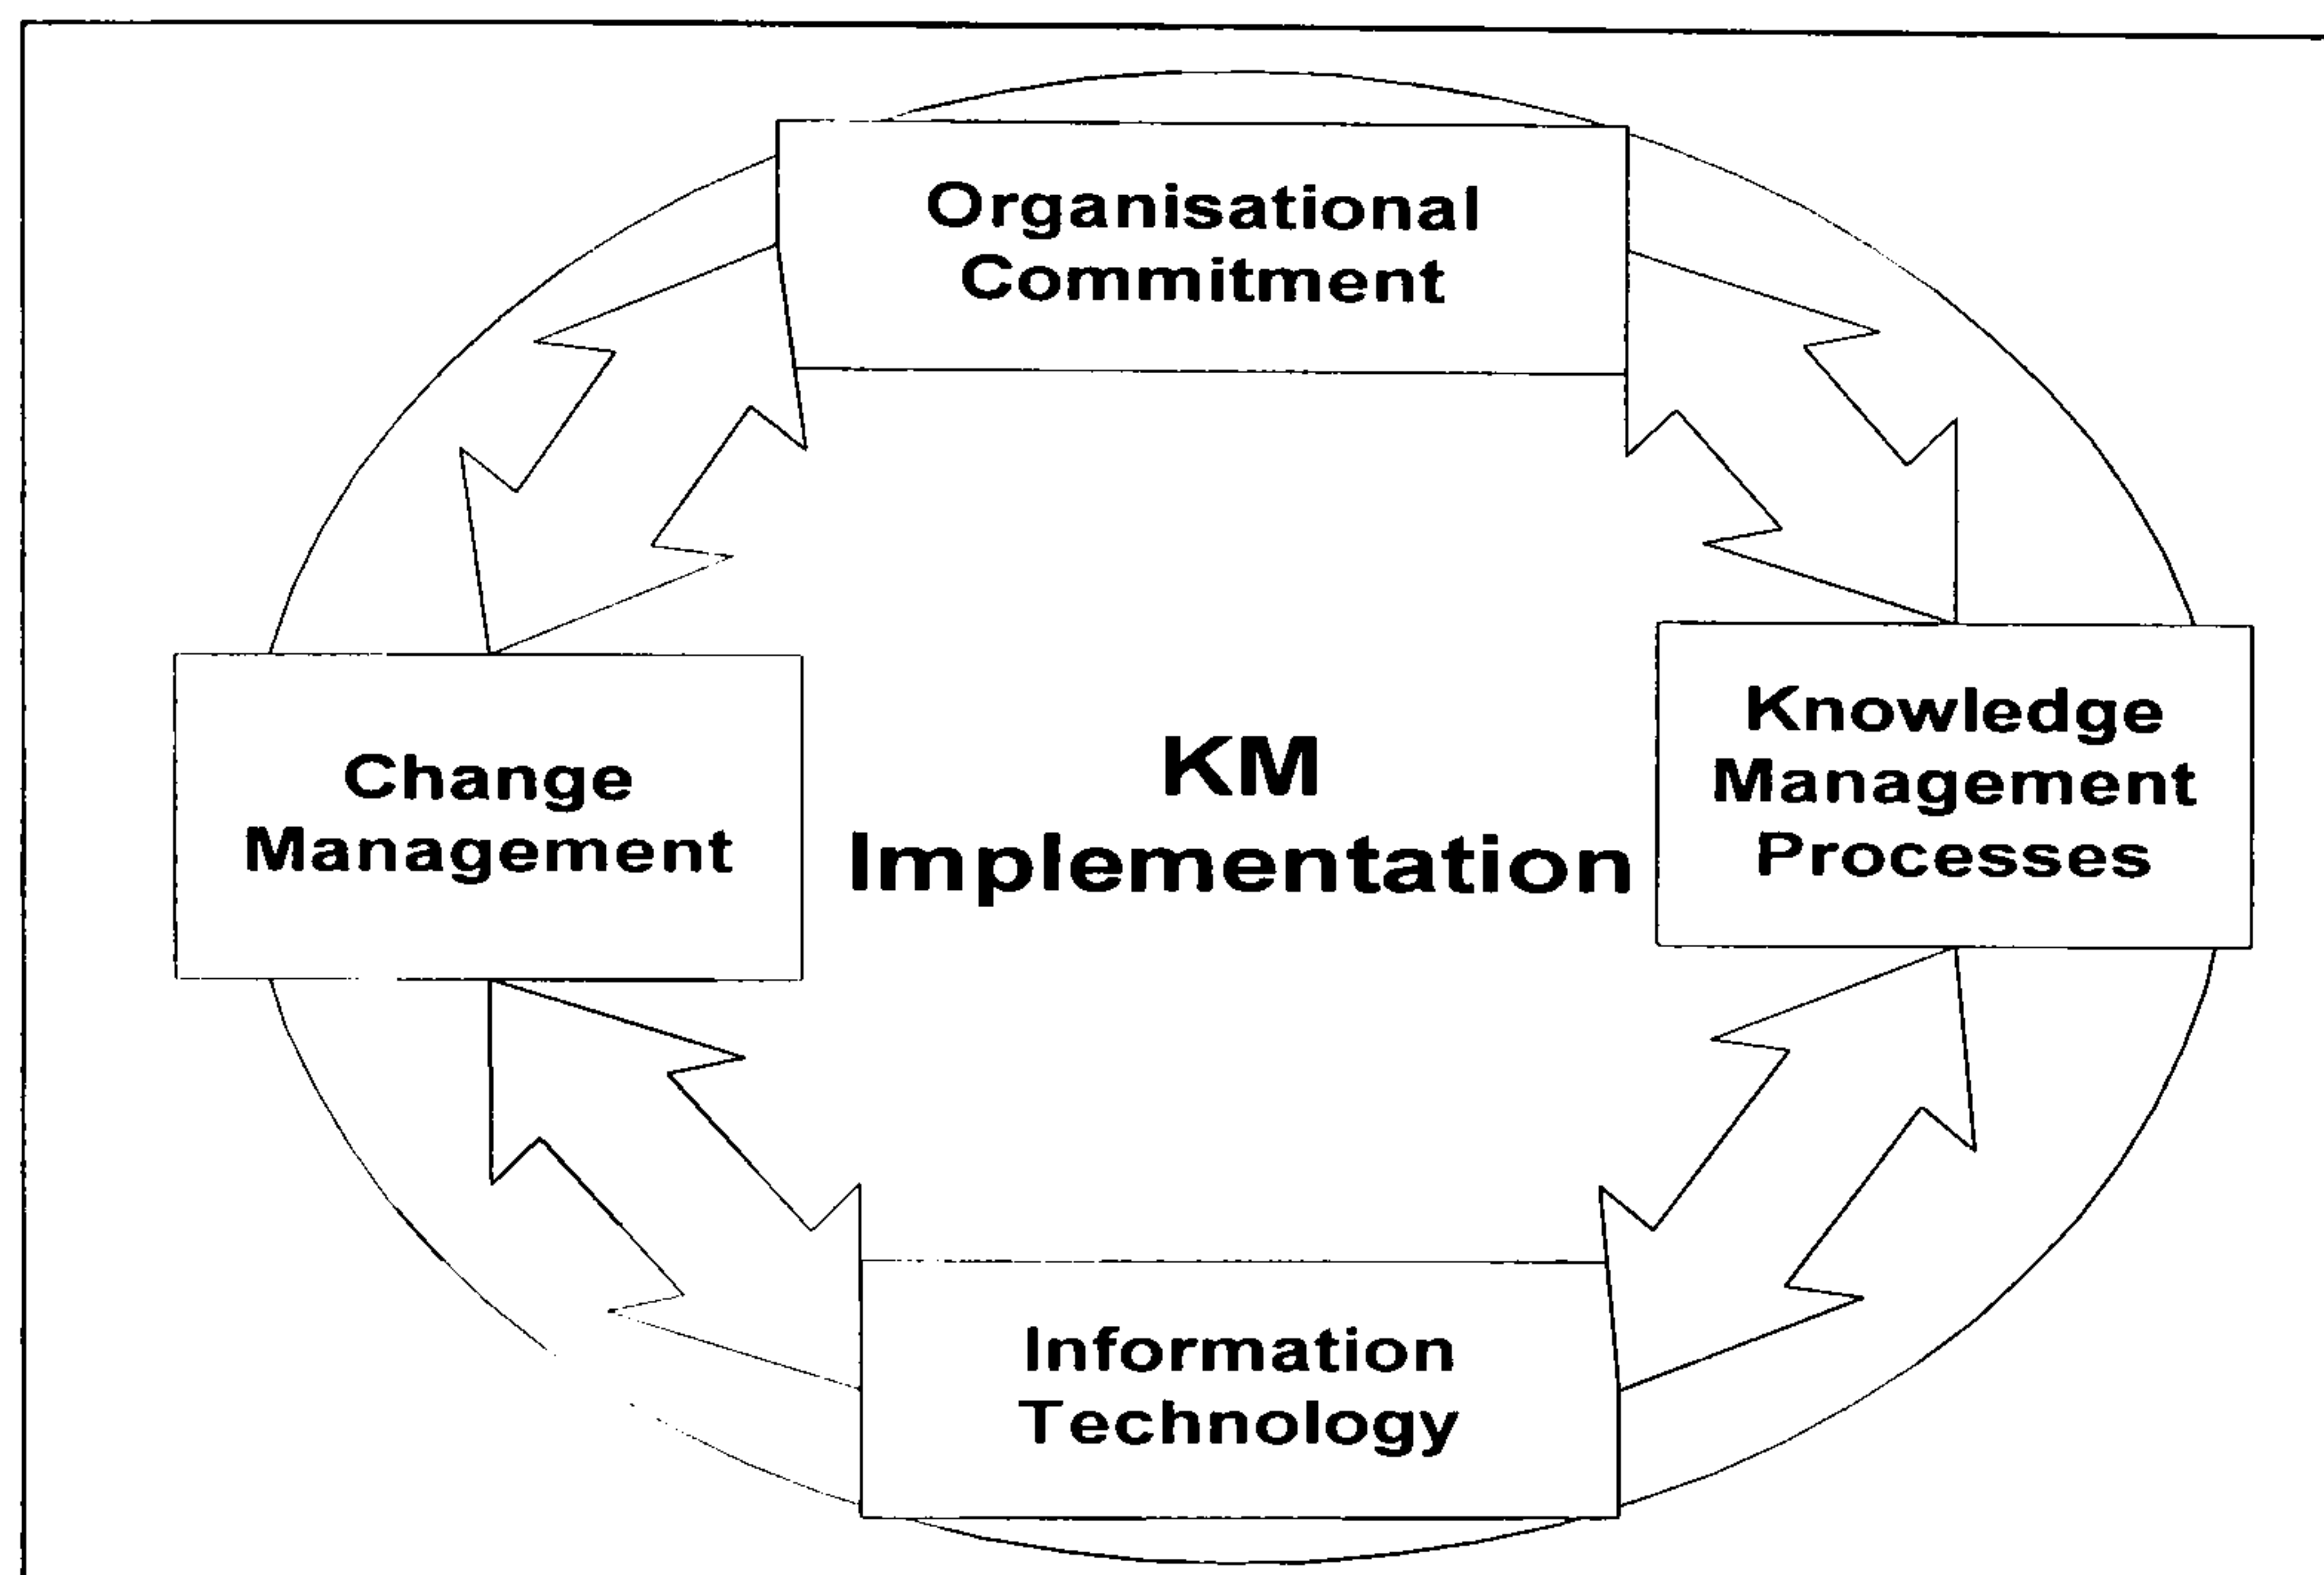 Organisational
Commitment
Change
Management
KM
Implementation
Knowledge
Management
Processes
Information
Technology